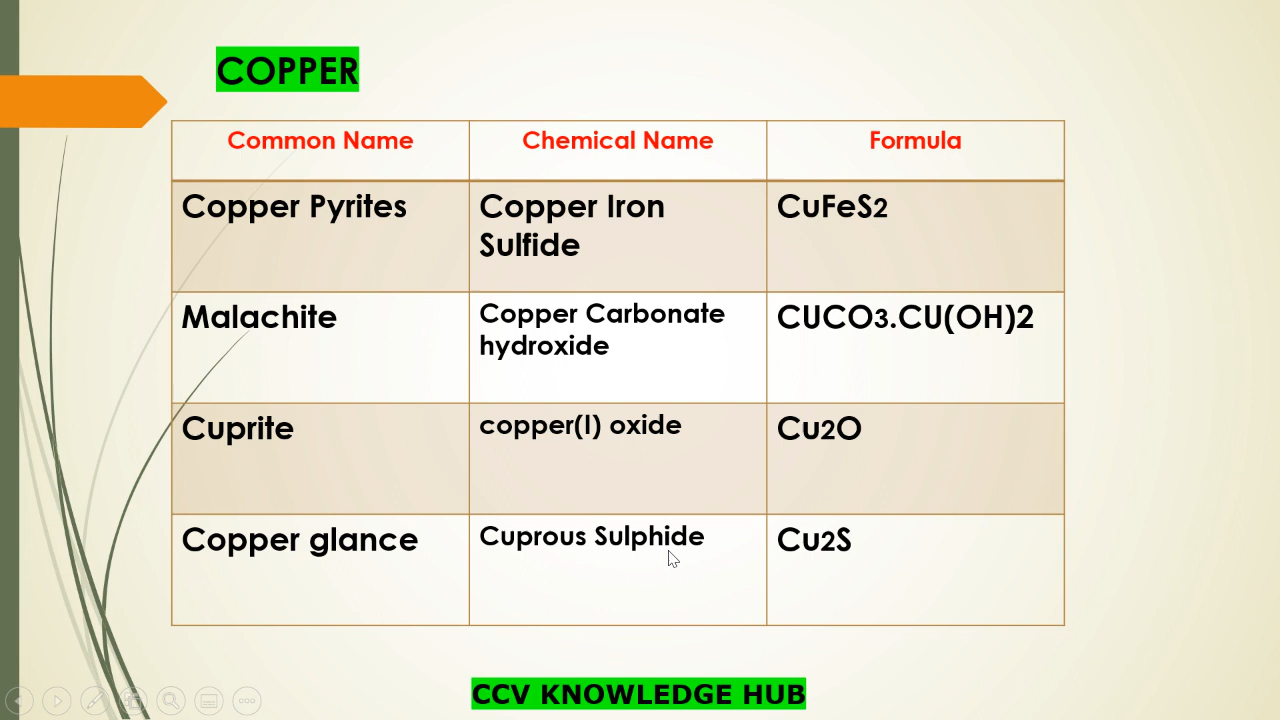 COPPER
Common Name Chemical Name Formula
Copper Pyrites Copper Iron Sulfide CuFeS2
Malachite Copper Carbonate hydroxide CUCO3.CU(OH)2
Cuprite copper(I) oxide Cu2O
Copper glance Cuprous Sulphide Cu2S
CCV KNOWLEDGE HUB